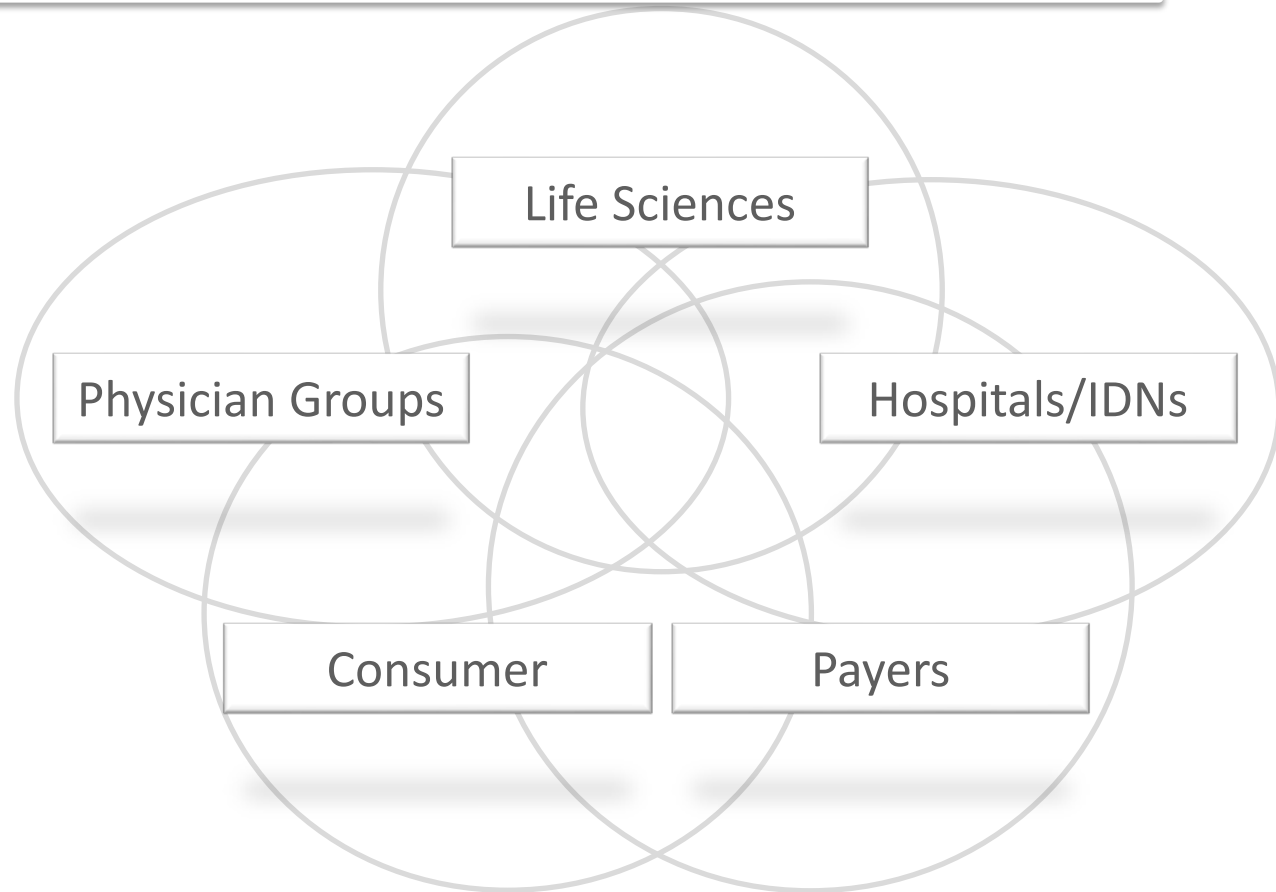 Life Sciences
Physician Groups
Hospitals/IDNs
Consumer
Payers